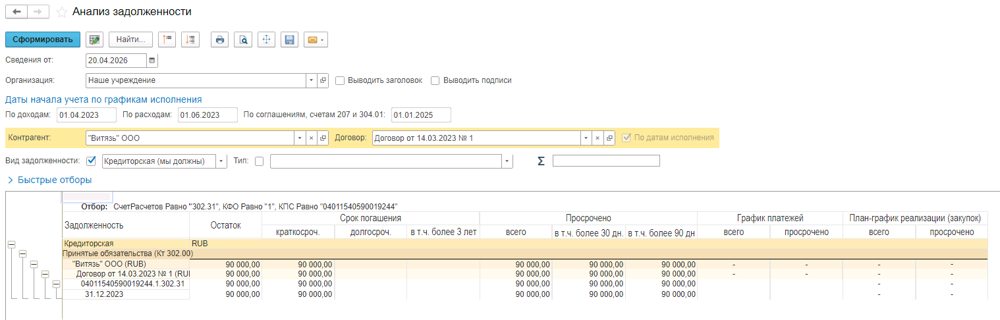 Анализ задолженности
Сформировать Найти...
Сведения от: 20.04.2026
Организация: Наше учреждение Выводить заголовок Выводить подписи
Даты начала учета по графикам исполнения
По доходам: 01.04.2023 По расходам: 01.06.2023 По соглашениям, счетам 207 и 304.01: 01.01.2025
Контрагент: "Витязь" ООО Договор: Договор от 14.03.2023 № 1 По датам исполнения
Вид задолженности: Кредиторская (мы должны) Тип: Σ
Быстрые отборы
Отбор: СчетРасчетов Равно "302.31", КФО Равно "1", КПС Равно "04011540590019244"
Задолженность Остаток Срок погашения Просрочено График платежей План-график реализации (закупок)
краткосроч. долгосроч. в т.ч. более 3 лет всего в т.ч. более 30 дн. в т.ч. более 90 дн всего просрочено всего просрочено
Кредиторская RUB
Принятые обязательства (Кт 302.00)
"Витязь" ООО (RUB) 90 000,00 90 000,00 90 000,00 90 000,00 90 000,00 - - - -
Договор от 14.03.2023 № 1 (RUI 90 000,00 90 000,00 90 000,00 90 000,00 90 000,00 - - - -
04011540590019244.1.302.31 90 000,00 90 000,00 90 000,00 90 000,00 90 000,00 - -
31.12.2023 90 000,00 90 000,00 90 000,00 90 000,00 90 000,00 - -